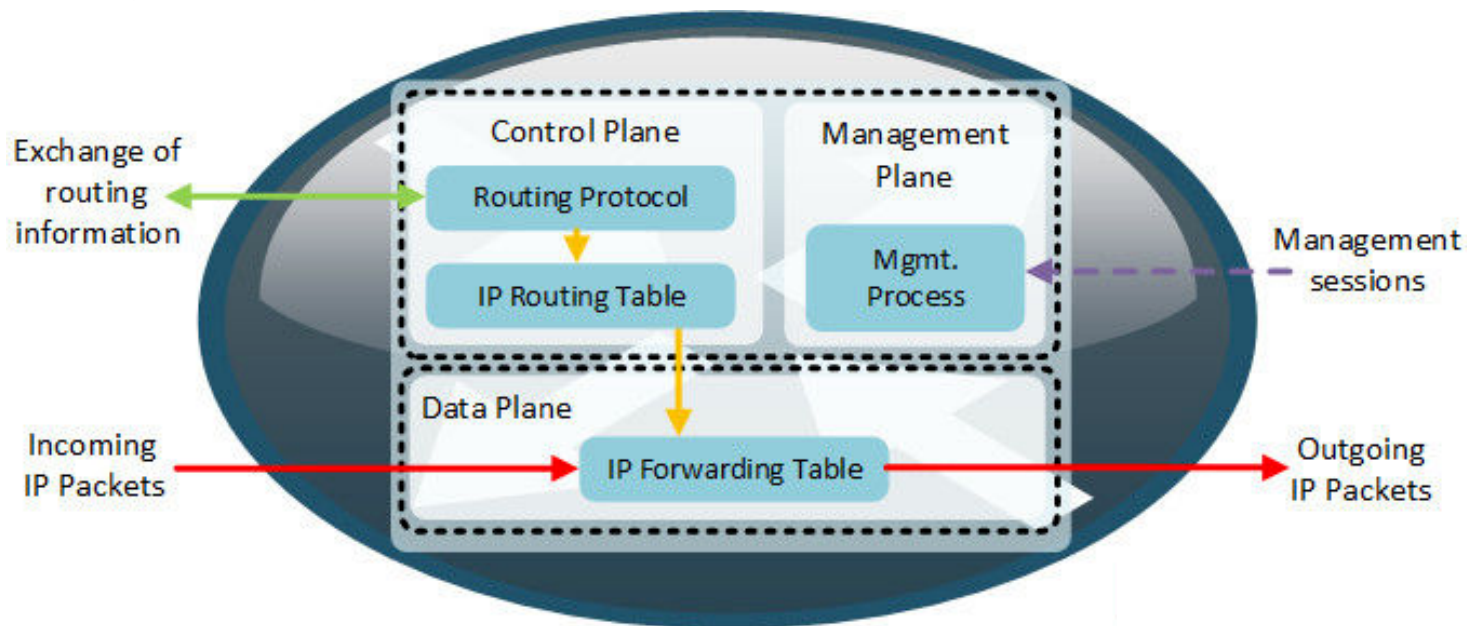 Exchange of
routing
information
Control Plane
Routing Protocol
IP Routing Table
Management
Plane
Mgmt.
Process
Management
sessions
Data Plane
Incoming
IP Packets
IP Forwarding Table
Outgoing
IP Packets